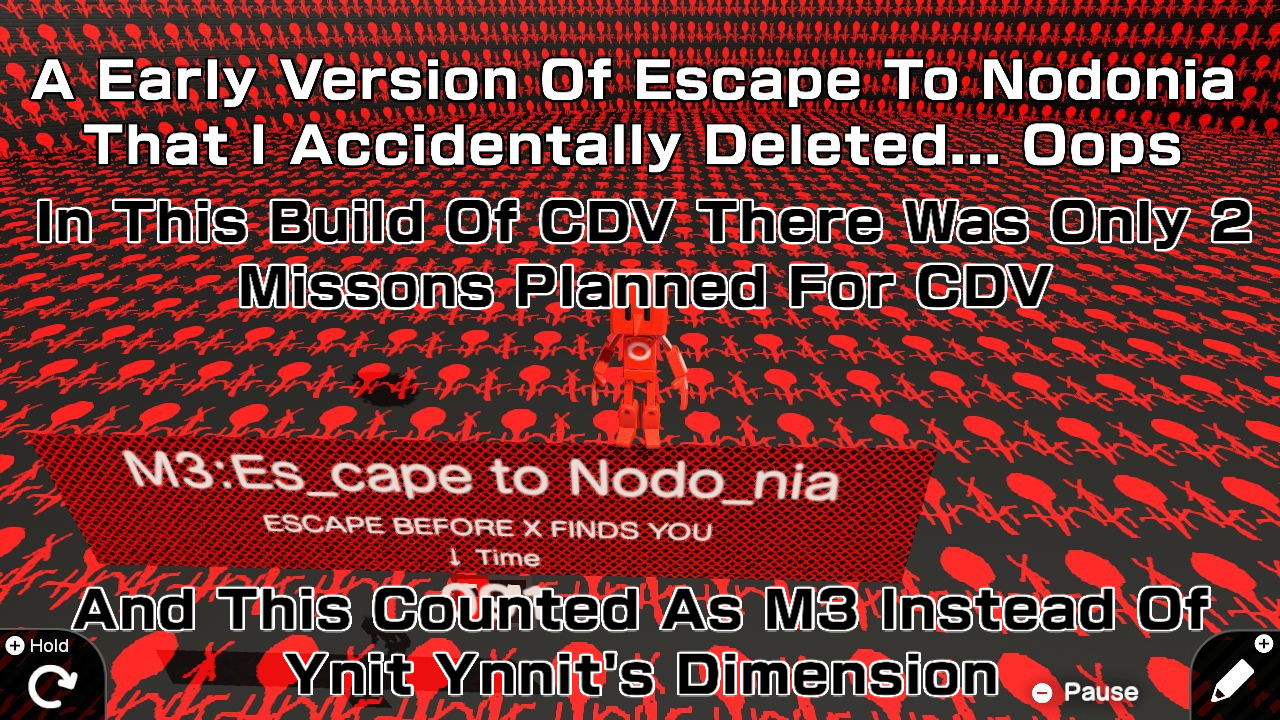 A Early Version Of Escape To Nodonia
That I Accidentally Deleted... Oops
In This Build Of CDV There Was Only 2
Missons Planned For CDV
M3:Es_cape to Nodo_nia
ESCAPE BEFORE X FINDS YOU
↓ Time
And This Counted As M3 Instead Of
Ynit Ynnit's Dimension
+ Hold
- Pause
+